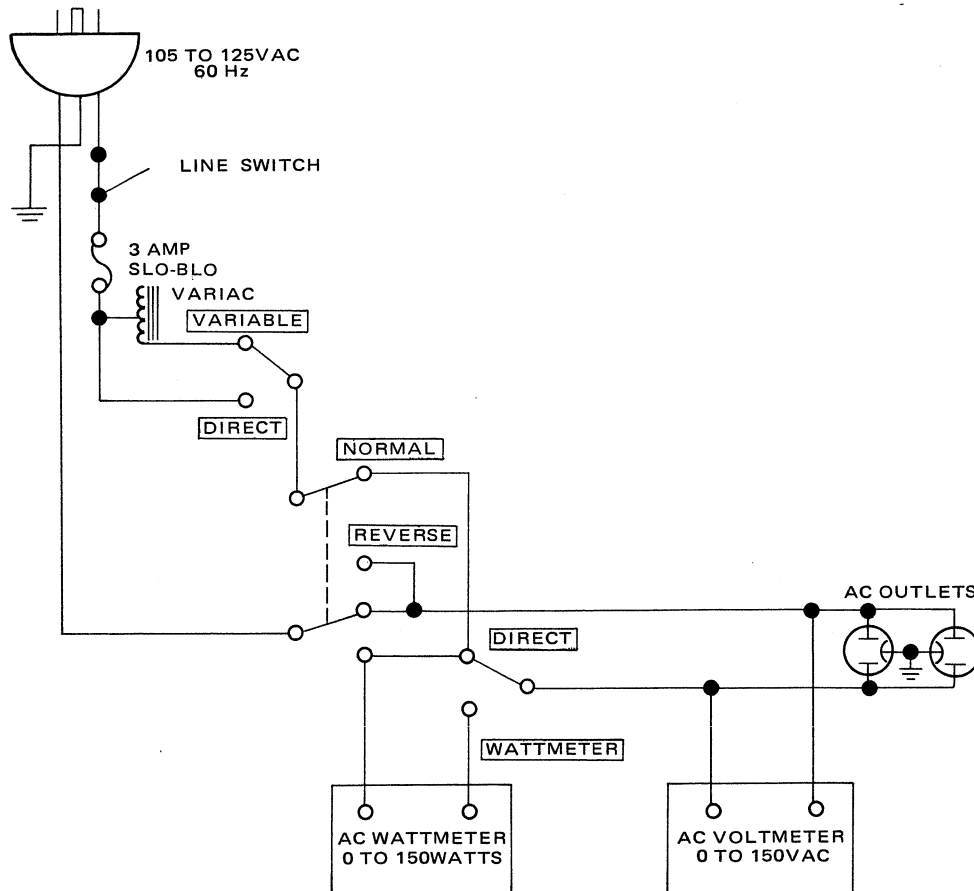 105 TO 125VAC
60 Hz
LINE SWITCH
3 AMP
SLO-BLO
VARIAC
VARIABLE
DIRECT
NORMAL
REVERSE
AC OUTLETS
DIRECT
WATTMETER
AC WATTMETER
0 TO 150WATTS
AC VOLTMETER
0 TO 150VAC